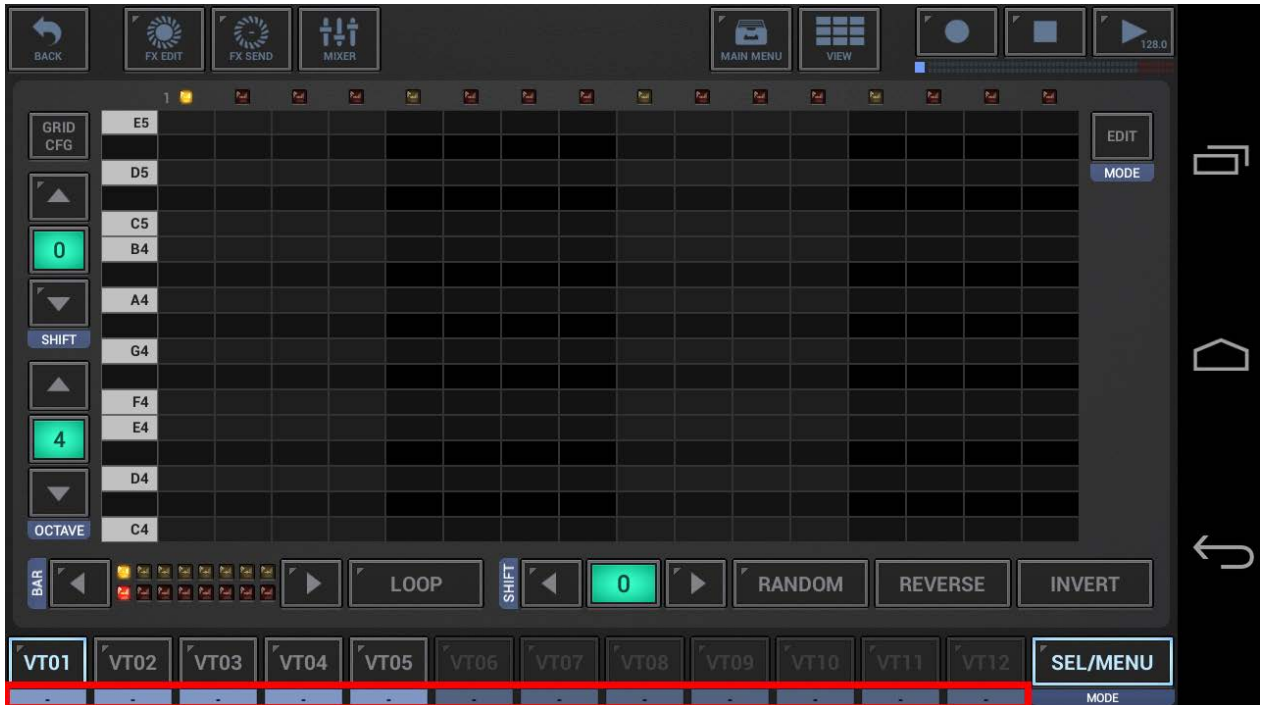 BACK
FX EDIT
FX SEND
MIXER
MAIN MENU
VIEW
128.0
1
GRID
CFG
E5
EDIT
MODE
D5
C5
0
B4
A4
SHIFT
G4
F4
4
E4
D4
OCTAVE
C4
BAR
LOOP
SHIFT
0
RANDOM
REVERSE
INVERT
VT01 VT02 VT03 VT04 VT05 VT06 VT07 VT08 VT09 VT10 VT11 VT12 SEL/MENU
- - - - - - - - - - - - MODE